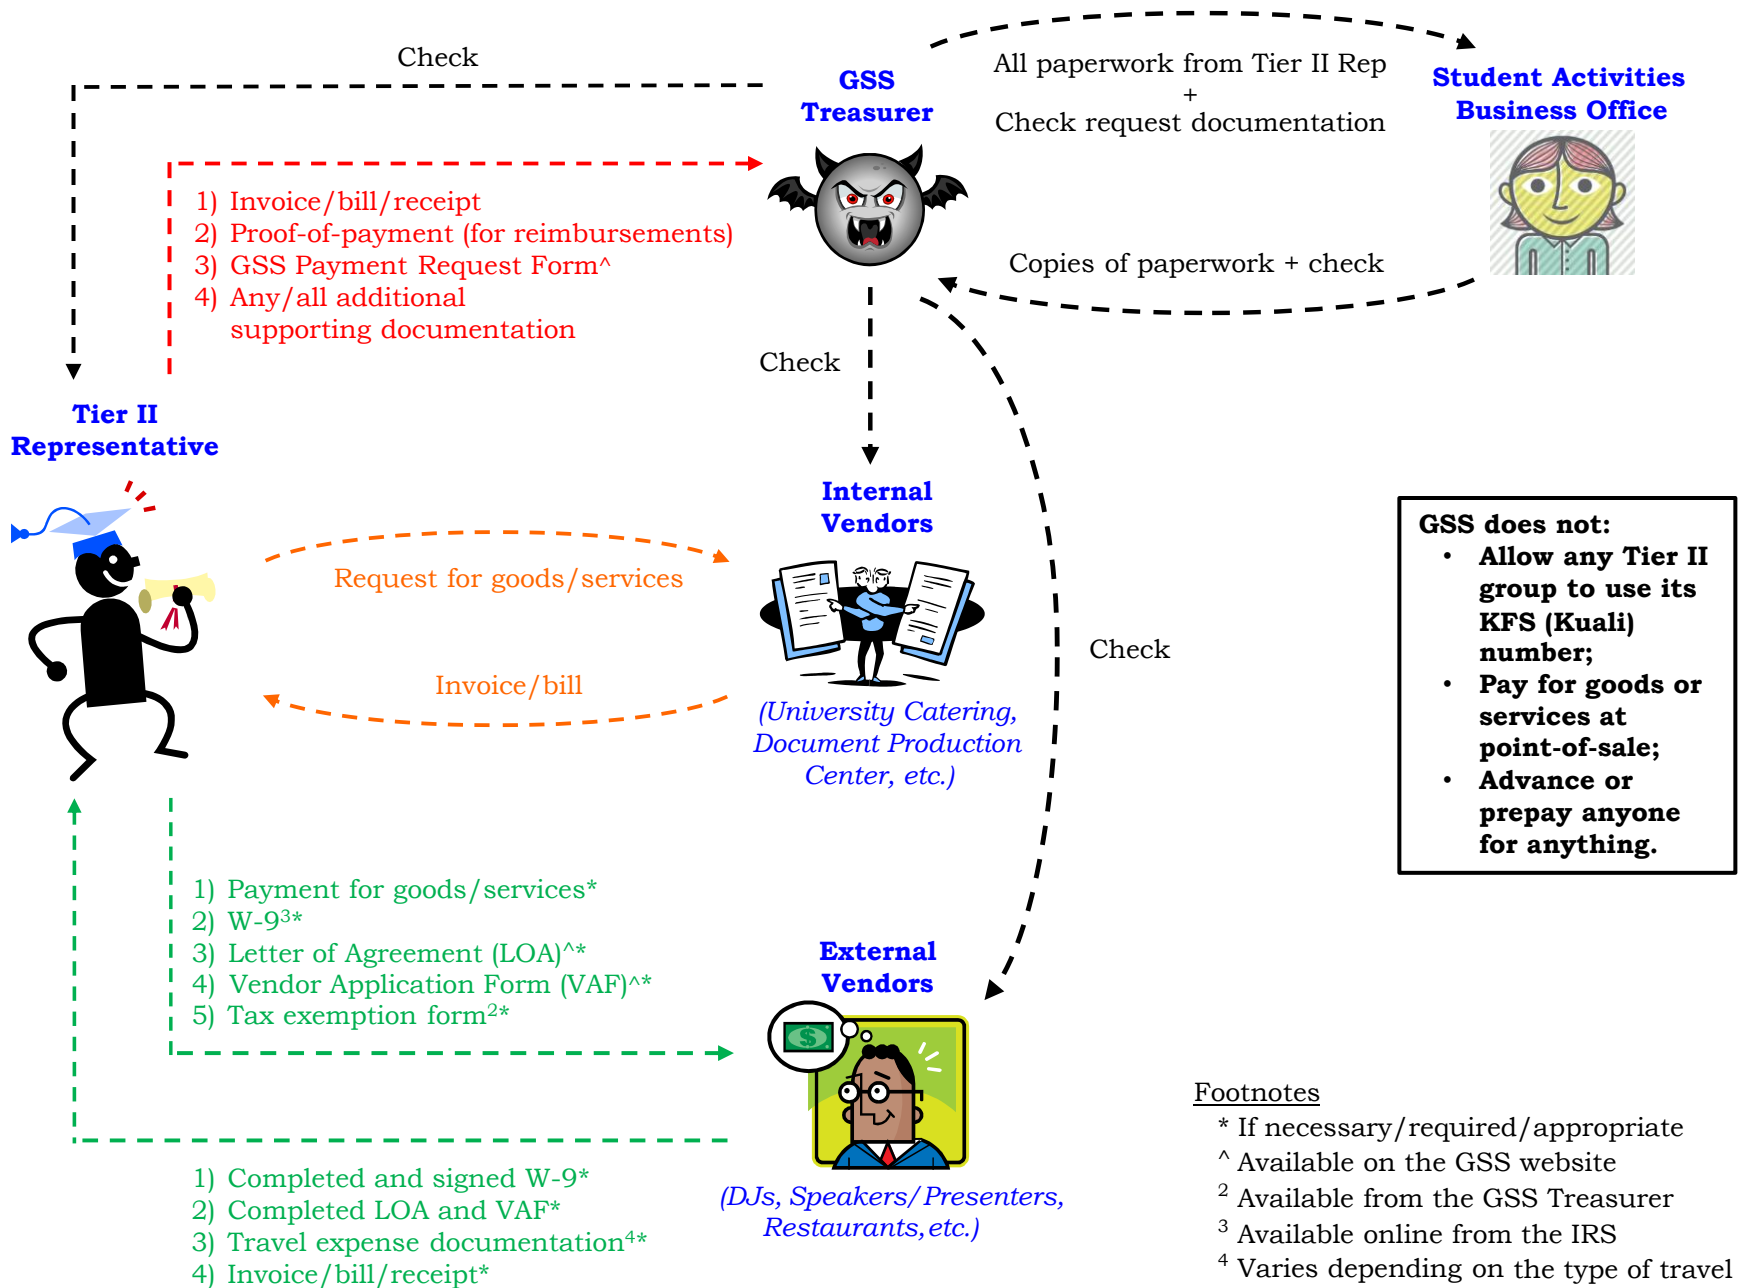 Check
GSS
Treasurer
All paperwork from Tier II Rep
+
Check request documentation
Student Activities
Business Office
1) Invoice/bill/receipt
2) Proof-of-payment (for reimbursements)
3) GSS Payment Request Form^
4) Any/all additional
supporting documentation
Copies of paperwork + check
Check
Tier II
Representative
Internal
Vendors
Request for goods/services
Invoice/bill
(University Catering,
Document Production
Center, etc.)
Check
GSS does not:
• Allow any Tier II
group to use its
KFS (Kuali)
number;
• Pay for goods or
services at
point-of-sale;
• Advance or
prepay anyone
for anything.
1) Payment for goods/services*
2) W-9³*
3) Letter of Agreement (LOA)^*
4) Vendor Application Form (VAF)^*
5) Tax exemption form²*
External
Vendors
$
(DJs, Speakers/Presenters,
Restaurants, etc.)
1) Completed and signed W-9*
2) Completed LOA and VAF*
3) Travel expense documentation⁴*
4) Invoice/bill/receipt*
Footnotes
* If necessary/required/appropriate
^ Available on the GSS website
² Available from the GSS Treasurer
³ Available online from the IRS
⁴ Varies depending on the type of travel